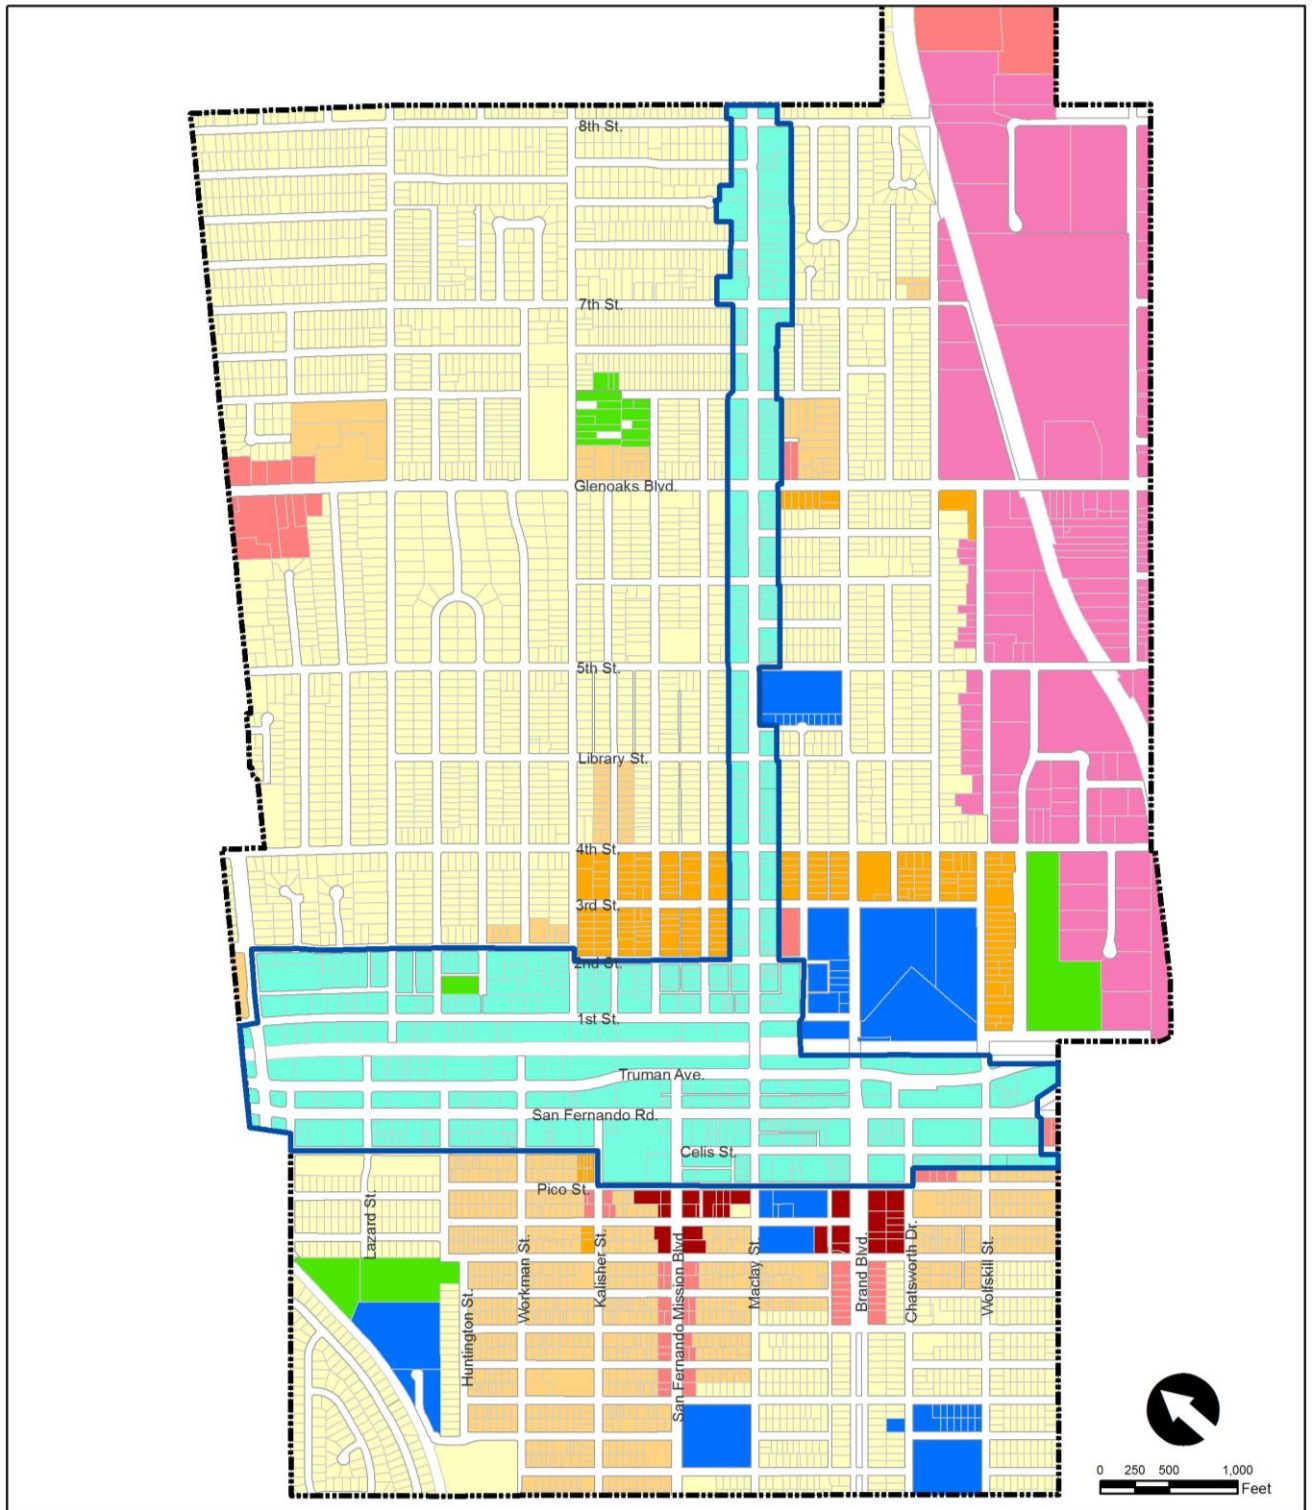 8th St.
7th St.
Glenoaks Blvd.
5th St.
Library St.
4th St.
3rd St.
2nd St.
1st St.
Truman Ave.
San Fernando Rd.
Celis St.
Pico St.
Lazard St.
Huntington St.
Workman St.
Kalisher St.
San Fernando Mission Blvd.
Maclay St.
Brand Blvd.
Chatsworth Dr.
Wolfskill St.
0 250 500 1,000
Feet